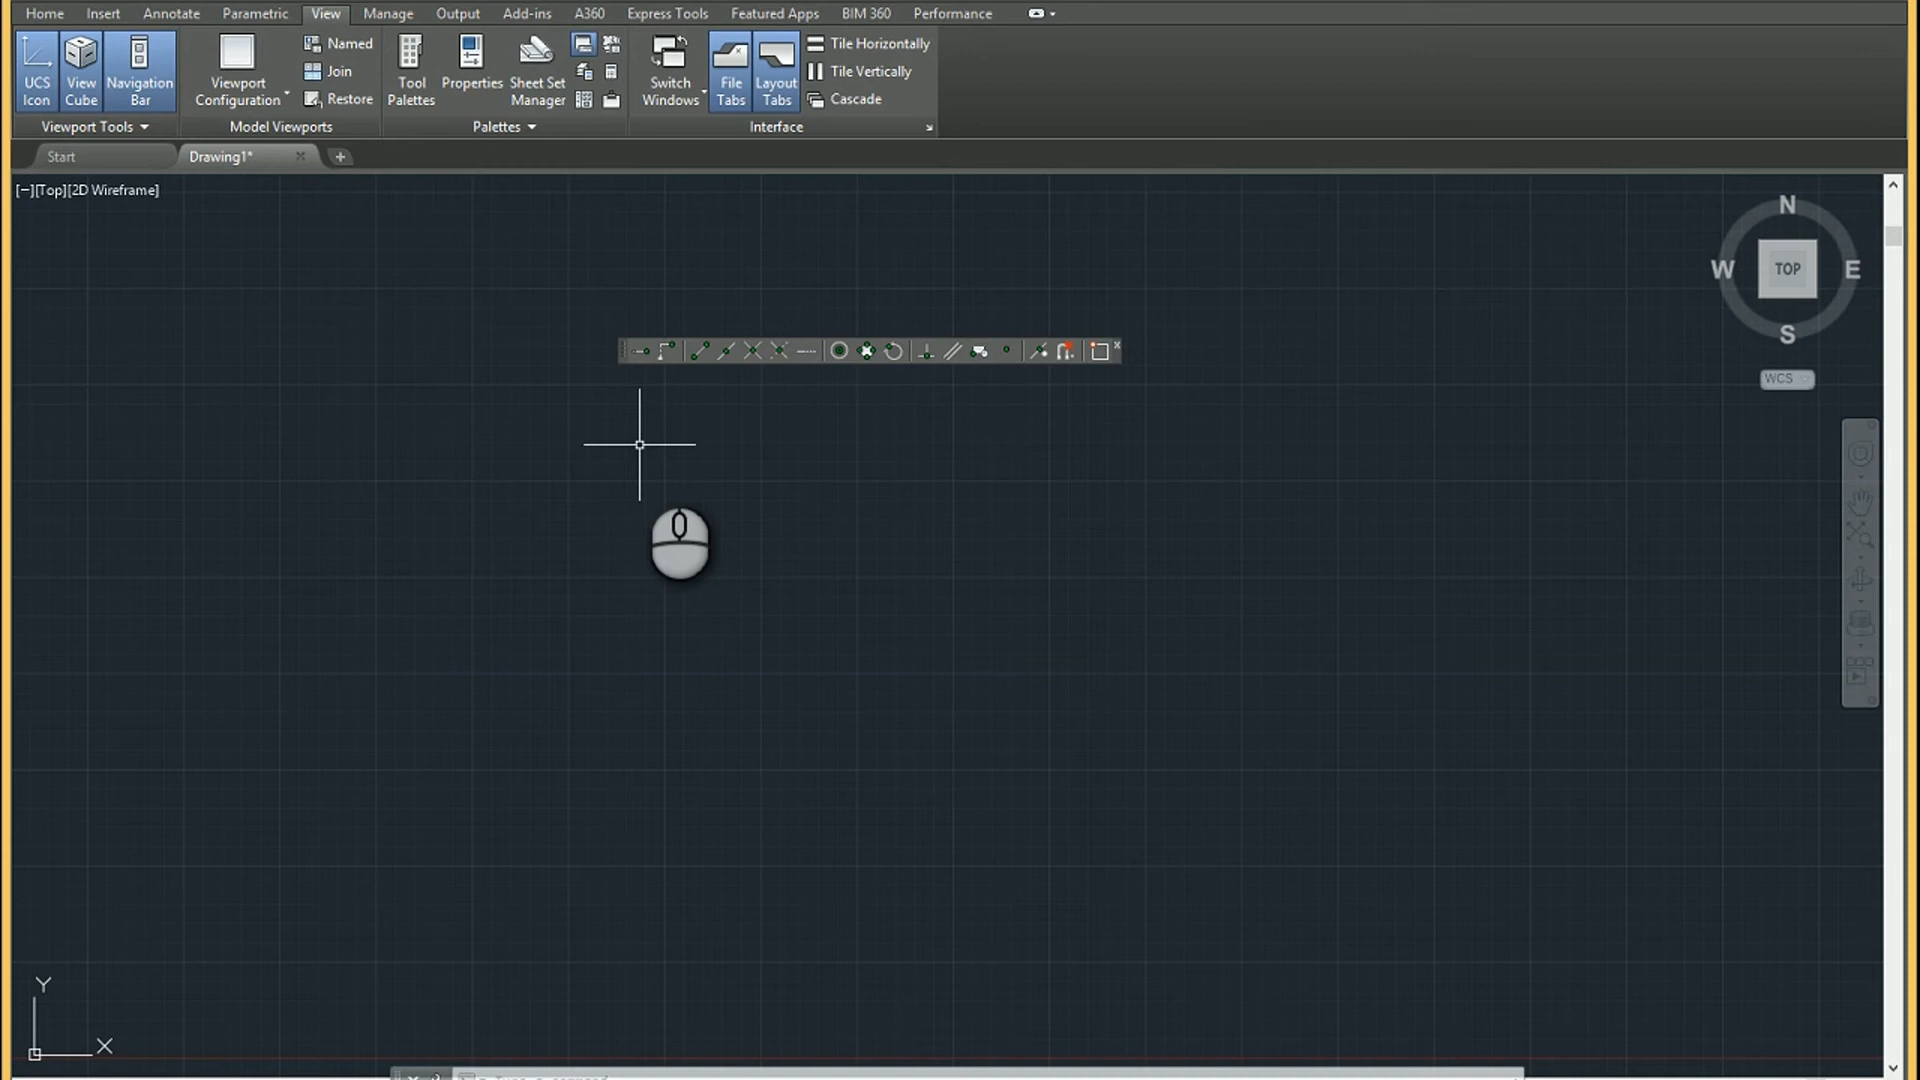 Home Insert Annotate Parametric View Manage Output Add-ins A360 Express Tools Featured Apps BIM 360 Performance
UCS Icon
View Cube
Navigation Bar
Viewport Configuration
Named
Join
Restore
Tool Palettes
Properties
Sheet Set Manager
Switch Windows
File Tabs
Layout Tabs
Tile Horizontally
Tile Vertically
Cascade
Viewport Tools Model Viewports Palettes Interface
Start Drawing1*
[−][Top][2D Wireframe]
N
W TOP E
S
WCS
Y
X